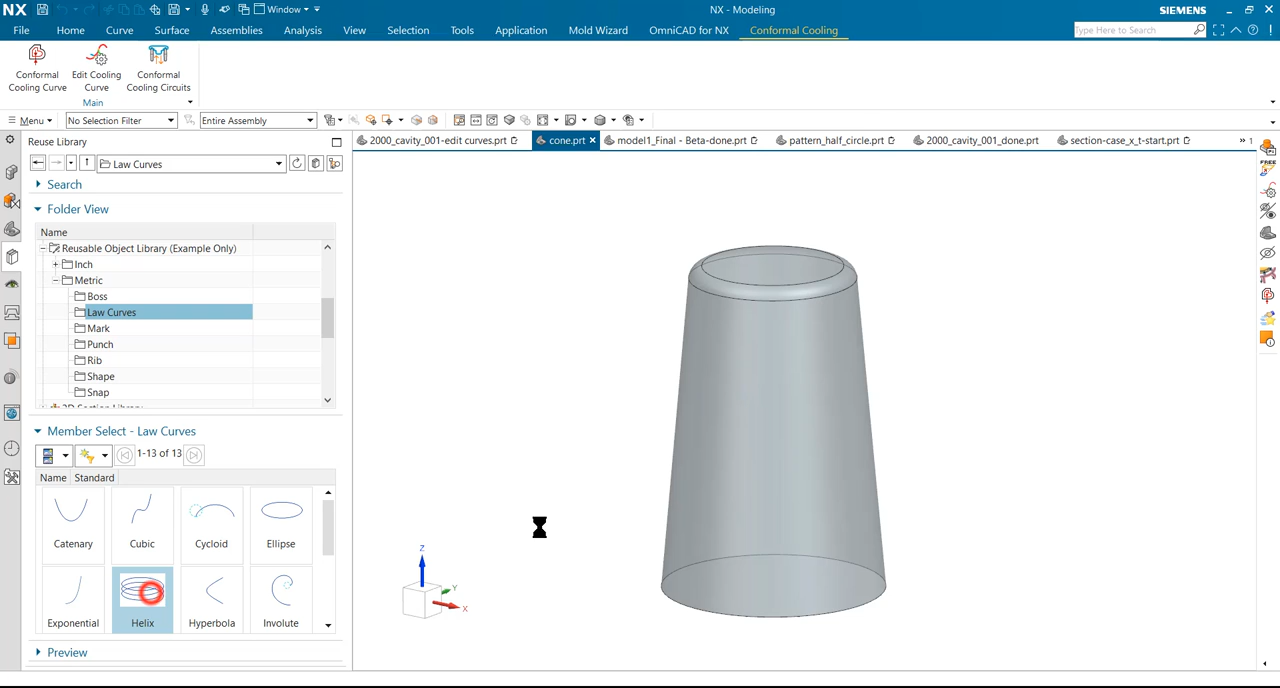 NX
Window
NX - Modeling
SIEMENS
File
Home
Curve
Surface
Assemblies
Analysis
View
Selection
Tools
Application
Mold Wizard
OmniCAD for NX
Conformal Cooling
Type Here to Search
Conformal Cooling Curve
Edit Cooling Curve
Conformal Cooling Circuits
Main
Menu
No Selection Filter
Entire Assembly
Reuse Library
2000_cavity_001-edit curves.prt
cone.prt
model1_Final - Beta-done.prt
pattern_half_circle.prt
2000_cavity_001_done.prt
section-case_x_t-start.prt
1
Law Curves
Search
Folder View
Name
Reusable Object Library (Example Only)
Inch
Metric
Boss
Law Curves
Mark
Punch
Rib
Shape
Snap
Member Select - Law Curves
1-13 of 13
Name Standard
Catenary
Cubic
Cycloid
Ellipse
Exponential
Helix
Hyperbola
Involute
Preview
Z
Y
X
FREE